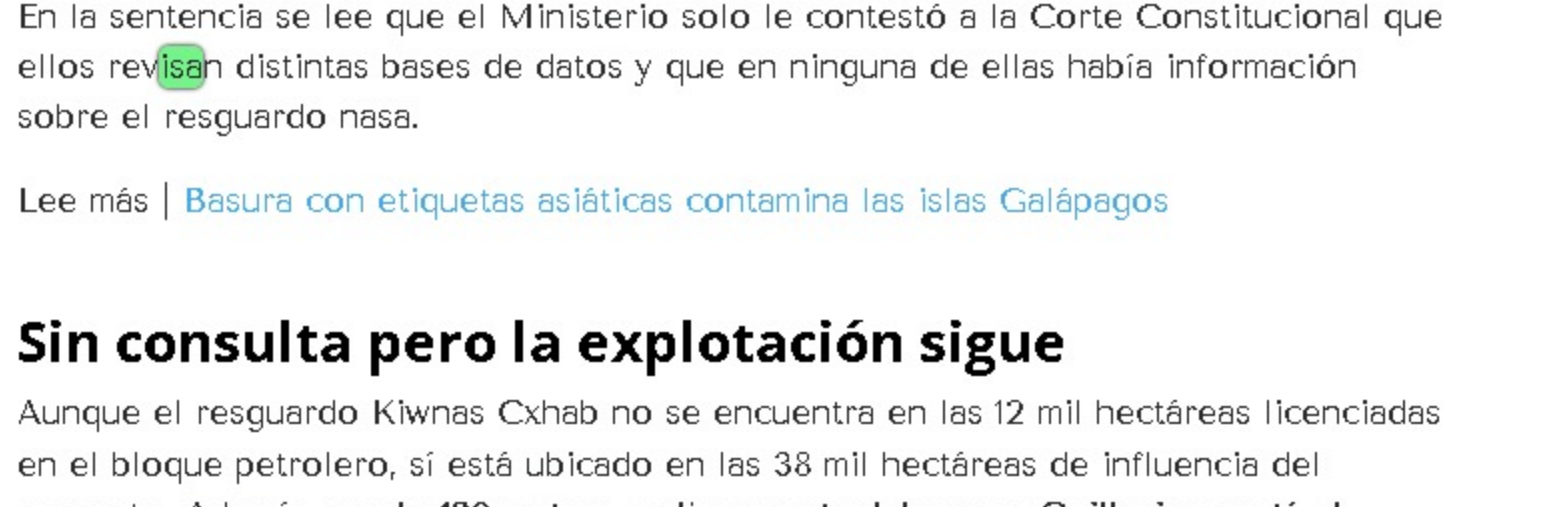 En la sentencia se lee que el Ministerio solo le contestó a la Corte Constitucional que
ellos revisan distintas bases de datos y que en ninguna de ellas había información
sobre el resguardo nasa.
Lee más | Basura con etiquetas asiáticas contamina las islas Galápagos
Sin consulta pero la explotación sigue
Aunque el resguardo Kiwnas Cxhab no se encuentra en las 12 mil hectáreas licenciadas
en el bloque petrolero, sí está ubicado en las 38 mil hectáreas de influencia del